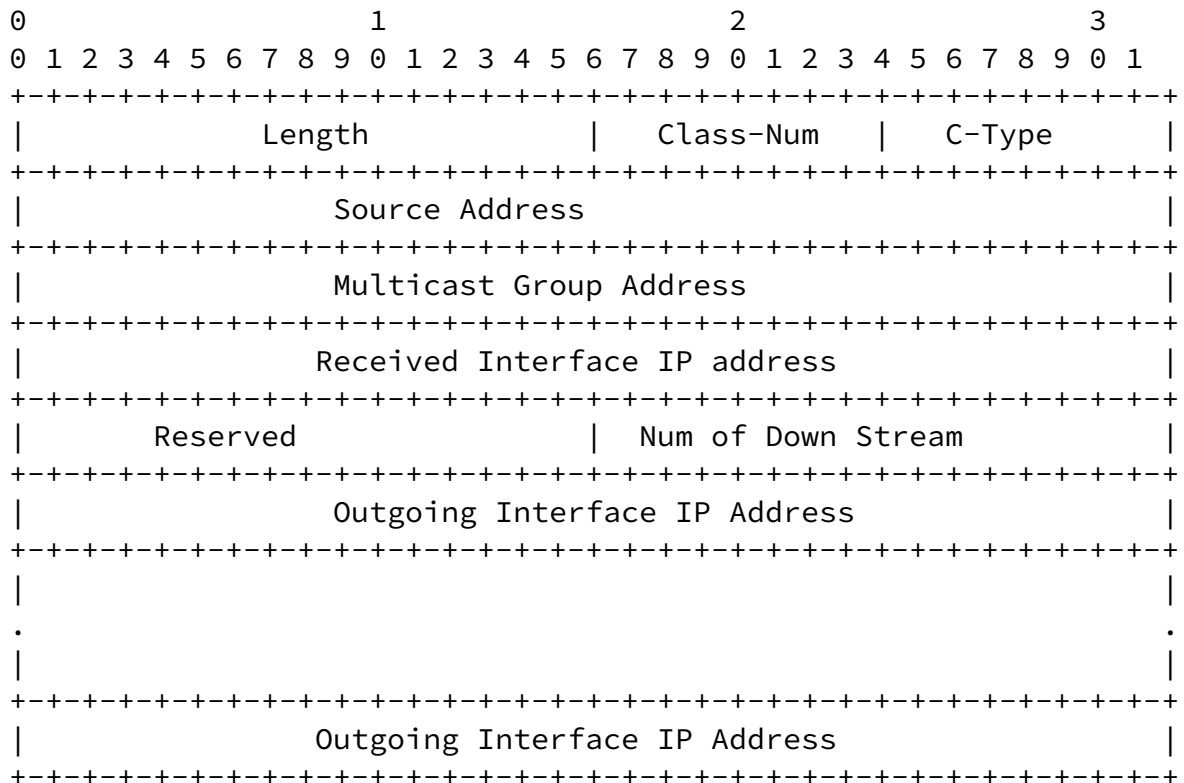 0                   1                   2                   3
0 1 2 3 4 5 6 7 8 9 0 1 2 3 4 5 6 7 8 9 0 1 2 3 4 5 6 7 8 9 0 1
+-+-+-+-+-+-+-+-+-+-+-+-+-+-+-+-+-+-+-+-+-+-+-+-+-+-+-+-+-+-+-+-+
|             Length            |   Class-Num   |   C-Type      |
+-+-+-+-+-+-+-+-+-+-+-+-+-+-+-+-+-+-+-+-+-+-+-+-+-+-+-+-+-+-+-+-+
|                 Source Address                                |
+-+-+-+-+-+-+-+-+-+-+-+-+-+-+-+-+-+-+-+-+-+-+-+-+-+-+-+-+-+-+-+-+
|                 Multicast Group Address                       |
+-+-+-+-+-+-+-+-+-+-+-+-+-+-+-+-+-+-+-+-+-+-+-+-+-+-+-+-+-+-+-+-+
|                Received Interface IP address                  |
+-+-+-+-+-+-+-+-+-+-+-+-+-+-+-+-+-+-+-+-+-+-+-+-+-+-+-+-+-+-+-+-+
|       Reserved                |  Num of Down Stream           |
+-+-+-+-+-+-+-+-+-+-+-+-+-+-+-+-+-+-+-+-+-+-+-+-+-+-+-+-+-+-+-+-+
|                 Outgoing Interface IP Address                 |
+-+-+-+-+-+-+-+-+-+-+-+-+-+-+-+-+-+-+-+-+-+-+-+-+-+-+-+-+-+-+-+-+
|                                                               |
.                                                               .
|                                                               |
+-+-+-+-+-+-+-+-+-+-+-+-+-+-+-+-+-+-+-+-+-+-+-+-+-+-+-+-+-+-+-+-+
|                Outgoing Interface IP Address                  |
+-+-+-+-+-+-+-+-+-+-+-+-+-+-+-+-+-+-+-+-+-+-+-+-+-+-+-+-+-+-+-+-+